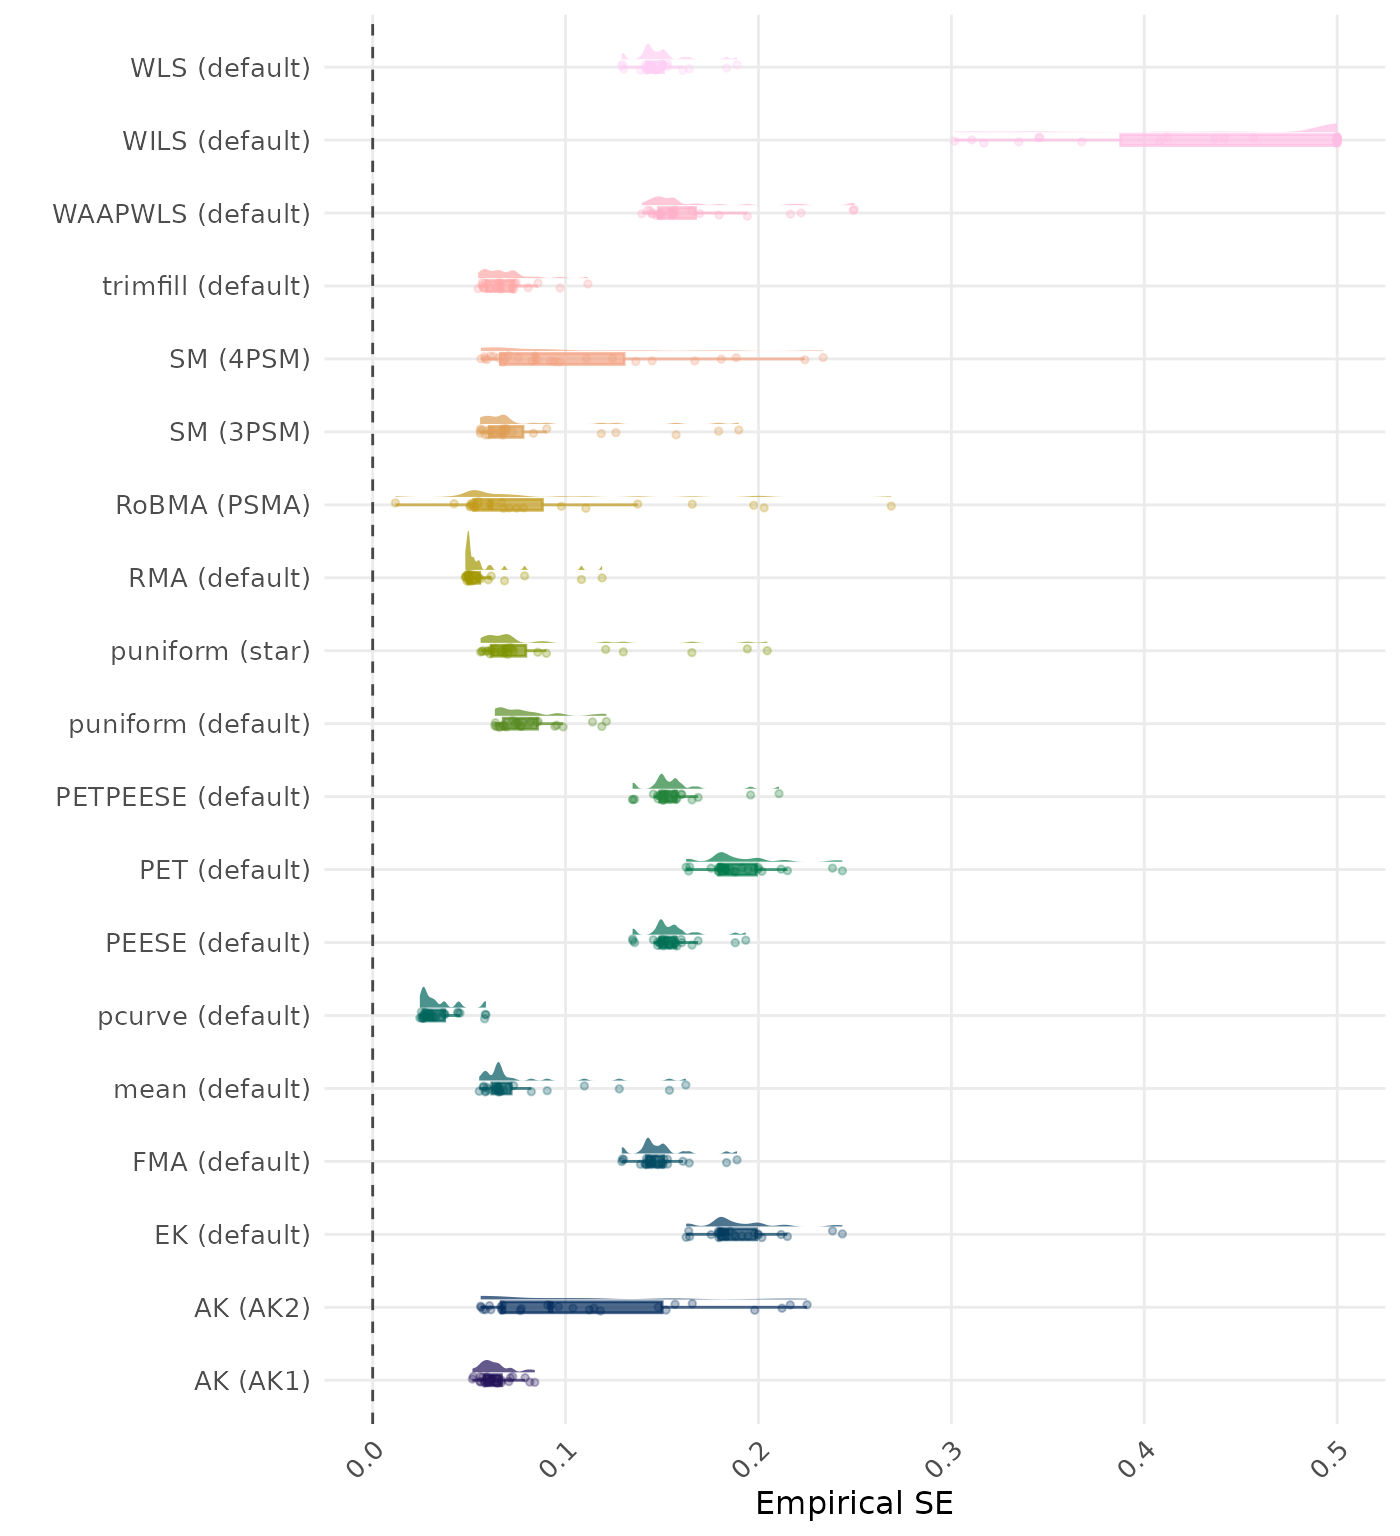 WLS (default)
WILS (default)
WAAPWLS (default)
trimfill (default)
SM (4PSM)
SM (3PSM)
RoBMA (PSMA)
RMA (default)
puniform (star)
puniform (default)
PETPEESE (default)
PET (default)
PEESE (default)
pcurve (default)
mean (default)
FMA (default)
EK (default)
AK (AK2)
AK (AK1)
0.0 0.1 0.2 0.3 0.4 0.5
Empirical SE